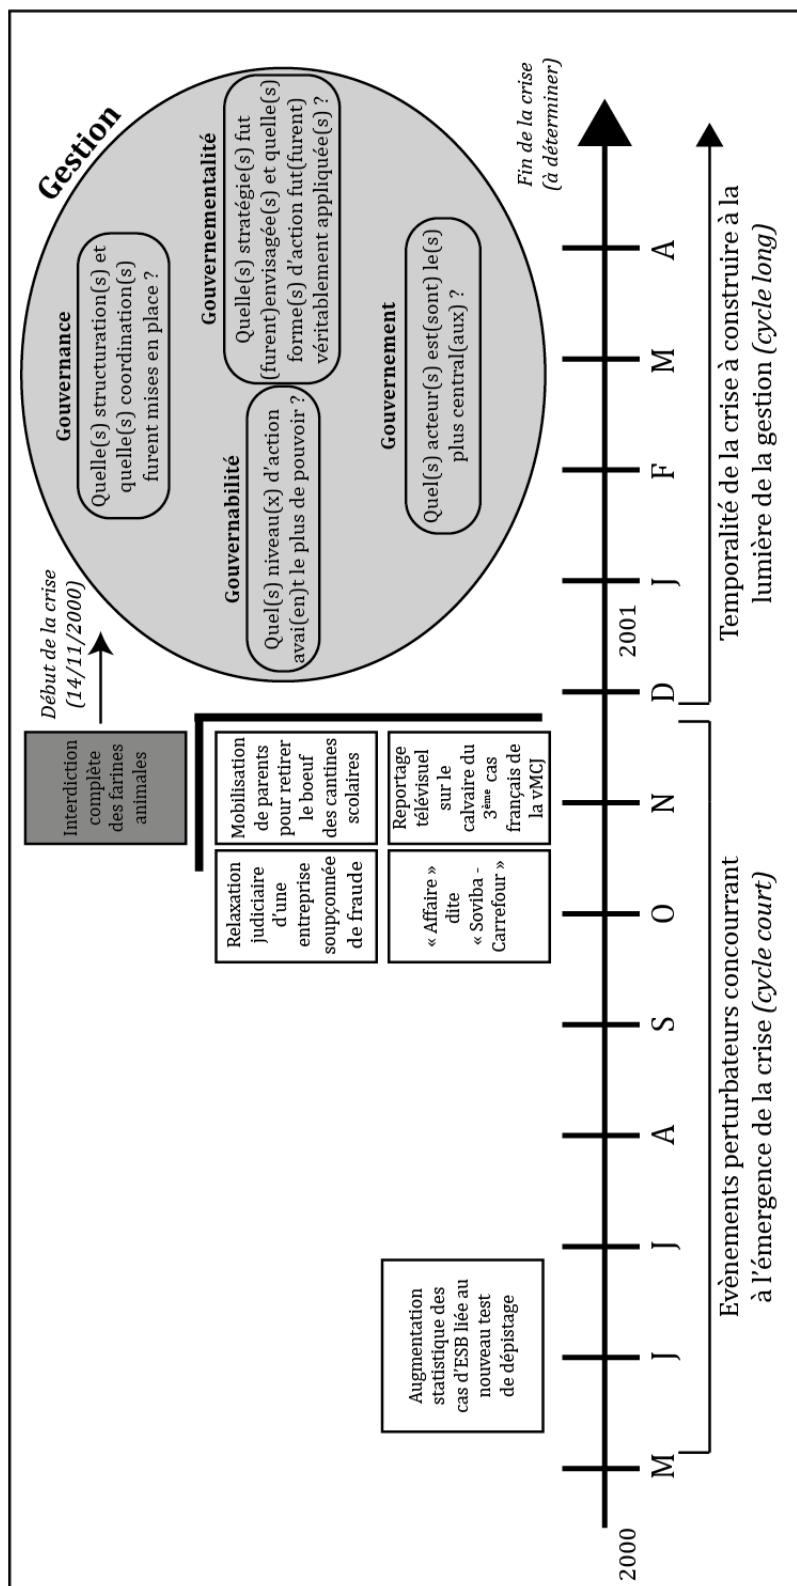 Gestion
Gouvernance
Quelle(s) structuration(s) et
quelle(s) coordination(s)
furent mises en place ?
Gouvernementalité
Quelle(s) stratégie(s) fut
(furent)envisagée(s) et quelle(s)
forme(s) d'action fut(furent)
véritablement appliquée(s) ?
Gouvernabilité
Quel(s) niveau(x) d'action
avai(en)t le plus de pouvoir ?
Gouvernement
Quel(s) acteur(s) est(sont) le(s)
plus central(aux) ?
Début de la crise
(14/11/2000)
Fin de la crise
(à déterminer)
Interdiction
complète
des farines
animales
Relaxation
judiciaire
d'une
entreprise
soupçonnée
de fraude
Mobilisation
de parents
pour retirer
le boeuf
des cantines
scolaires
« Affaire »
dite
« Soviba -
Carrefour »
Reportage
télévisuel
sur le
calvaire du
3ème cas
français de
la vMCJ
Augmentation
statistique des
cas d'ESB liée au
nouveau test
de dépistage
2000
2001
M J J A S O N D J F M A
Evènements perturbateurs concourrant
à l'émergence de la crise (cycle court)
Temporalité de la crise à construire à la
lumière de la gestion (cycle long)